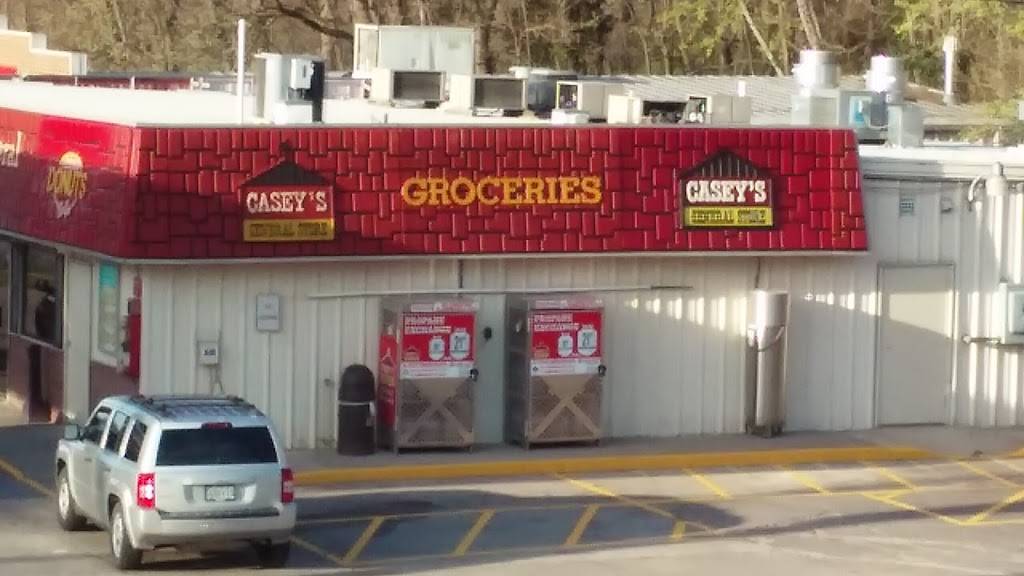 DONUTS
CASEY'S
GENERAL STORE
GROCERIES
CASEY'S
GENERAL STORE
PROPANE
EXCHANGE
PROPANE
EXCHANGE